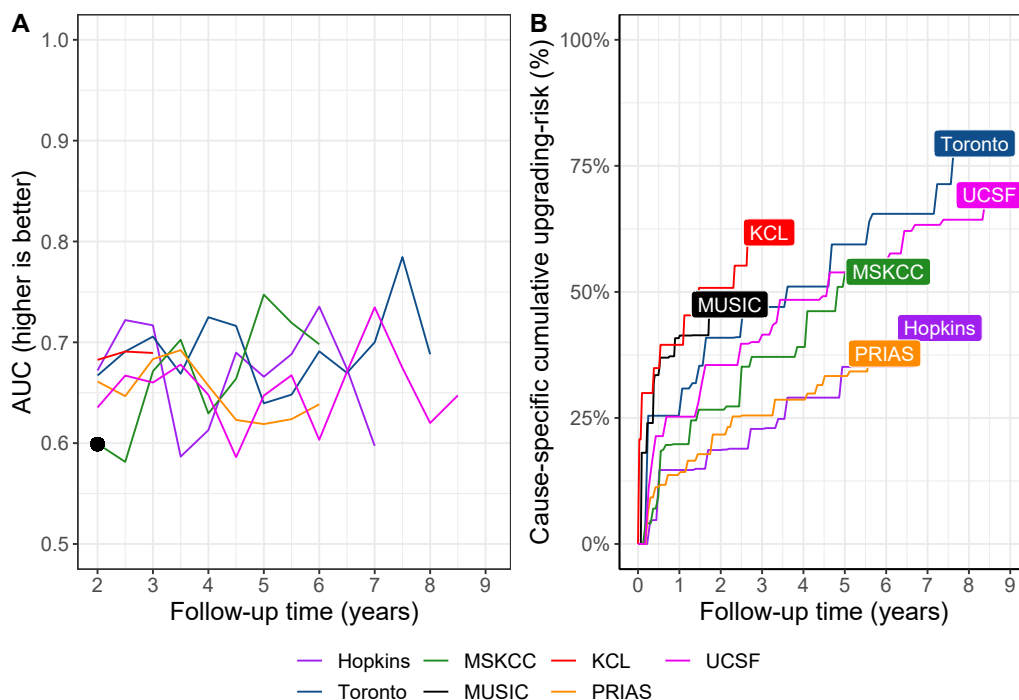 A
AUC (higher is better)
1.0
0.9
0.8
0.7
0.6
0.5
2 3 4 5 6 7 8 9
Follow-up time (years)
B
Cause-specific cumulative upgrading-risk (%)
100%
75%
50%
25%
0%
Toronto
UCSF
KCL
MSKCC
MUSIC
Hopkins
PRIAS
0 1 2 3 4 5 6 7 8 9
Follow-up time (years)
Hopkins MSKCC KCL UCSF
Toronto MUSIC PRIAS